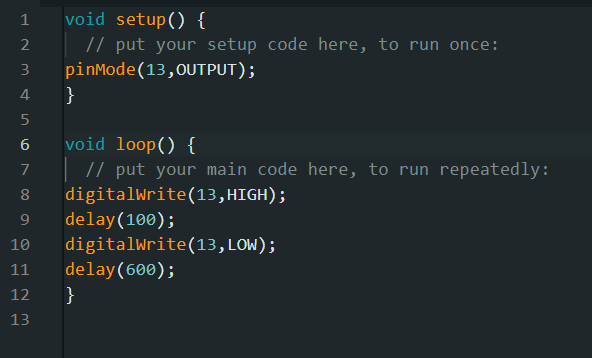 1 void setup() {
2   // put your setup code here, to run once:
3 pinMode(13,OUTPUT);
4 }
5
6 void loop() {
7   // put your main code here, to run repeatedly:
8 digitalWrite(13,HIGH);
9 delay(100);
10 digitalWrite(13,LOW);
11 delay(600);
12 }
13